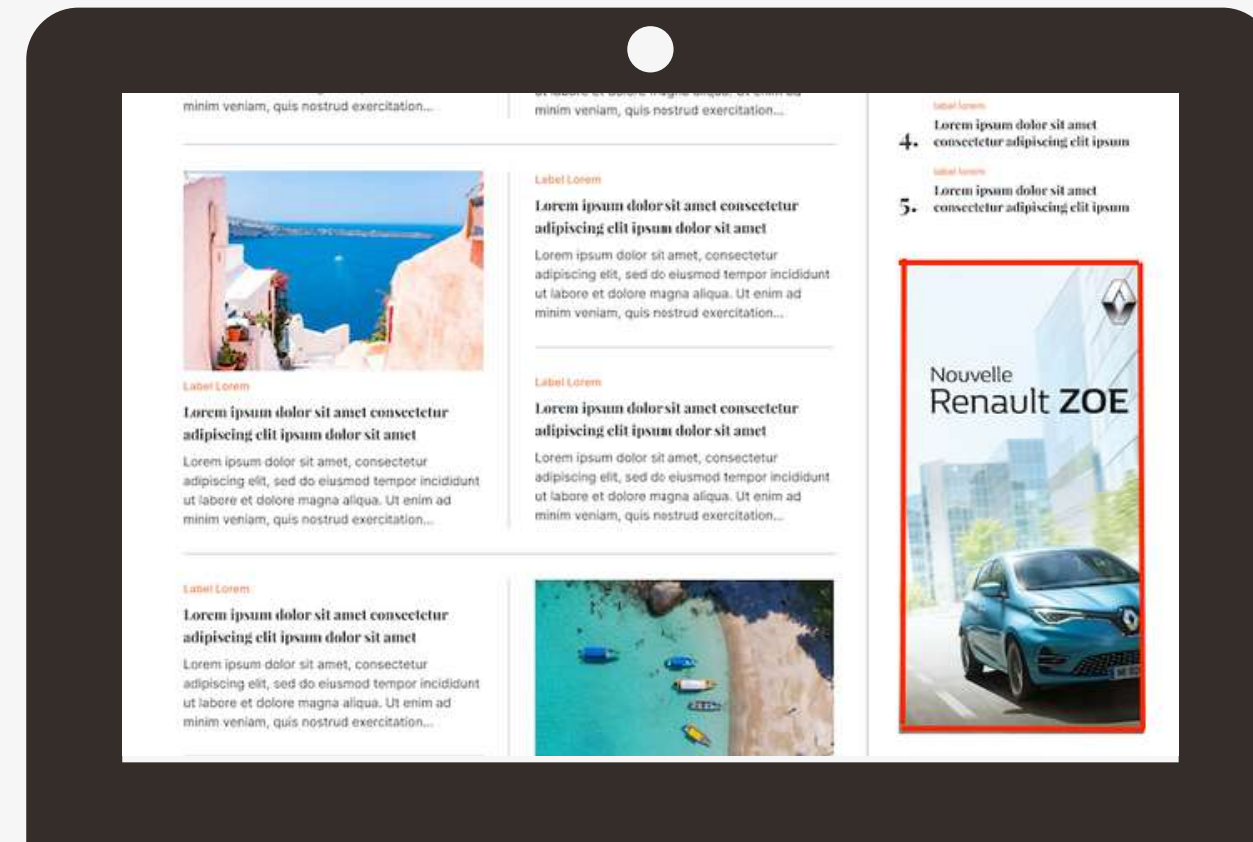 minim veniam, quis nostrud exercitation...
ut labore et dolore magna aliqua. Ut enim ad
minim veniam, quis nostrud exercitation...
Label Lorem
Lorem ipsum dolor sit amet consectetur
adipiscing elit ipsum dolor sit amet
Lorem ipsum dolor sit amet, consectetur
adipiscing elit, sed do eiusmod tempor incididunt
ut labore et dolore magna aliqua. Ut enim ad
minim veniam, quis nostrud exercitation...
Label Lorem
Lorem ipsum dolor sit amet consectetur
adipiscing elit ipsum dolor sit amet
Lorem ipsum dolor sit amet, consectetur
adipiscing elit, sed do eiusmod tempor incididunt
ut labore et dolore magna aliqua. Ut enim ad
minim veniam, quis nostrud exercitation...
Label Lorem
Lorem ipsum dolor sit amet consectetur
adipiscing elit ipsum dolor sit amet
Lorem ipsum dolor sit amet, consectetur
adipiscing elit, sed do eiusmod tempor incididunt
ut labore et dolore magna aliqua. Ut enim ad
minim veniam, quis nostrud exercitation...
Label Lorem
Lorem ipsum dolor sit amet consectetur
adipiscing elit ipsum dolor sit amet
Lorem ipsum dolor sit amet, consectetur
adipiscing elit, sed do eiusmod tempor incididunt
ut labore et dolore magna aliqua. Ut enim ad
minim veniam, quis nostrud exercitation...
label lorem
4. Lorem ipsum dolor sit amet
consectetur adipiscing elit ipsum
label lorem
5. Lorem ipsum dolor sit amet
consectetur adipiscing elit ipsum
Nouvelle
Renault ZOE